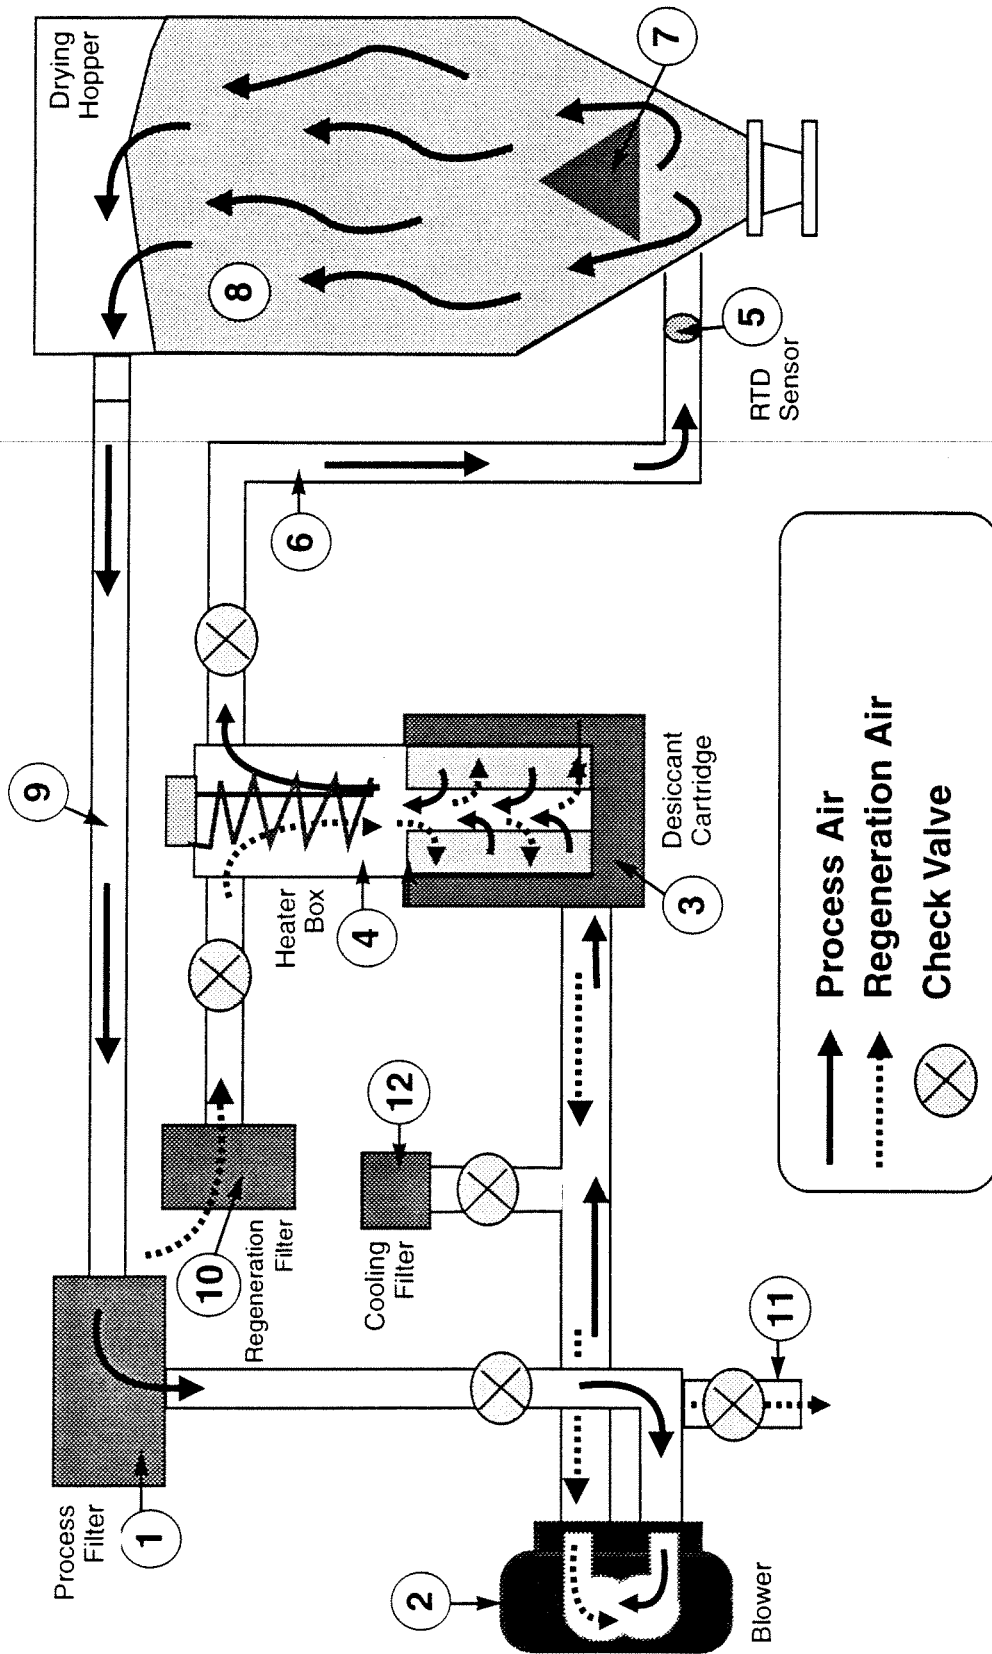 Drying
Hopper
7
8
5
RTD
Sensor
6
9
Heater
Box
4
3
Desiccant
Cartridge
12
Cooling
Filter
10
Regeneration
Filter
11
Process
Filter
1
2
Blower
Process Air
Regeneration Air
Check Valve